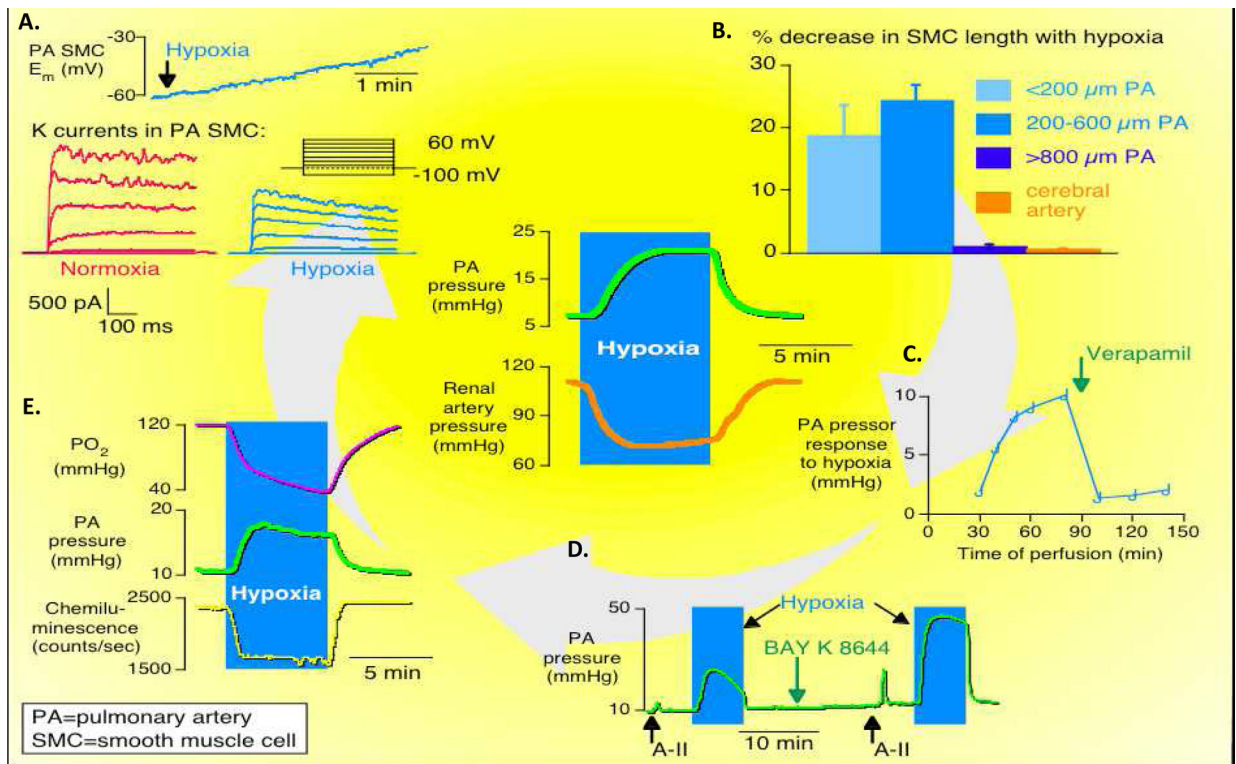 A.
PA SMC
Em (mV)
-30
-60
Hypoxia
1 min
K currents in PA SMC:
60 mV
-100 mV
Normoxia
Hypoxia
500 pA
100 ms
B.
% decrease in SMC length with hypoxia
30
20
10
0
<200 µm PA
200-600 µm PA
>800 µm PA
cerebral
artery
PA
pressure
(mmHg)
25
15
5
Hypoxia
5 min
Renal
artery
pressure
(mmHg)
120
90
60
C.
Verapamil
PA pressor
response
to hypoxia
(mmHg)
10
5
0
0 30 60 90 120 150
Time of perfusion (min)
D.
Hypoxia
PA
pressure
(mmHg)
50
10
BAY K 8644
A-II
10 min
A-II
E.
PO2
(mmHg)
120
40
PA
pressure
(mmHg)
20
10
Hypoxia
Chemilu-
minescence
(counts/sec)
2500
1500
5 min
PA=pulmonary artery
SMC=smooth muscle cell